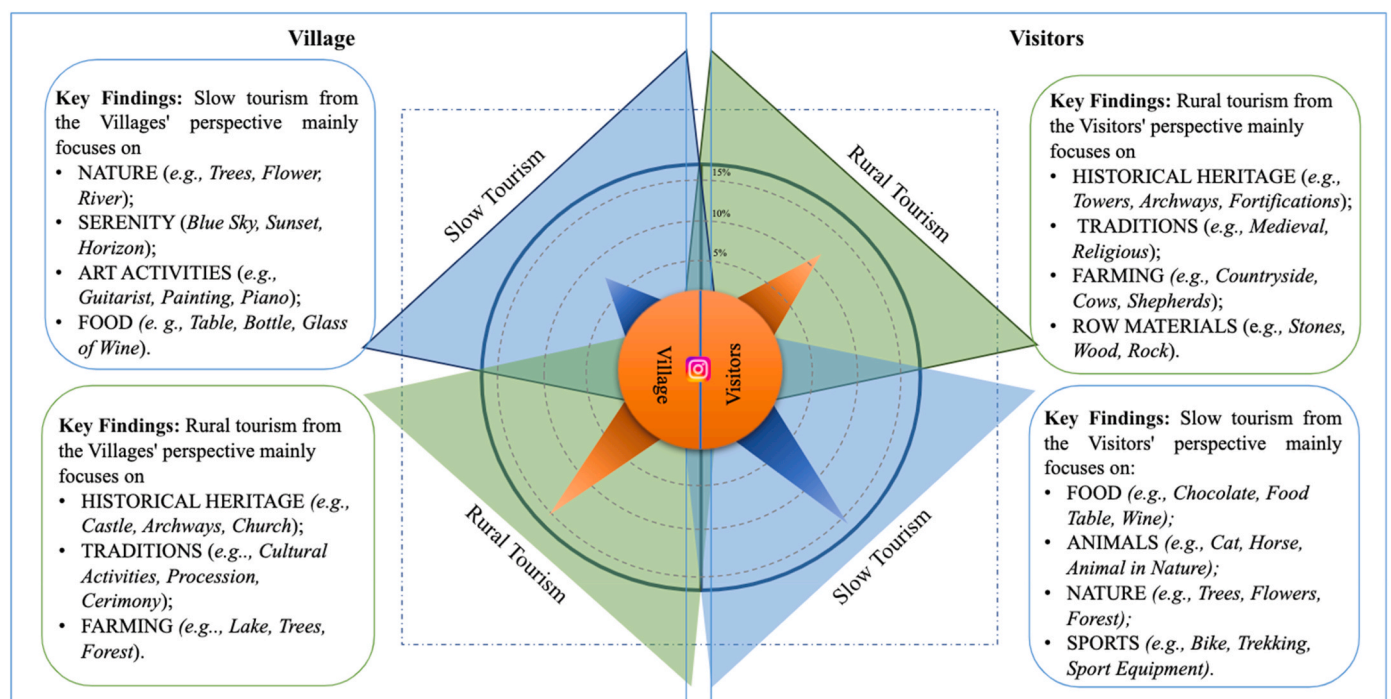 Village
Visitors
Key Findings: Slow tourism from
the Villages' perspective mainly
focuses on
• NATURE (e.g., Trees, Flower,
River);
• SERENITY (Blue Sky, Sunset,
Horizon);
• ART ACTIVITIES (e.g.,
Guitarist, Painting, Piano);
• FOOD (e. g., Table, Bottle, Glass
of Wine).
Key Findings: Rural tourism from
the Visitors' perspective mainly
focuses on
• HISTORICAL HERITAGE (e.g.,
Towers, Archways, Fortifications);
• TRADITIONS (e.g., Medieval,
Religious);
• FARMING (e.g., Countryside,
Cows, Shepherds);
• ROW MATERIALS (e.g., Stones,
Wood, Rock).
Slow Tourism
Rural Tourism
15%
10%
5%
Village
Visitors
Rural Tourism
Slow Tourism
Key Findings: Rural tourism from
the Villages' perspective mainly
focuses on
• HISTORICAL HERITAGE (e.g.,
Castle, Archways, Church);
• TRADITIONS (e.g.., Cultural
Activities, Procession,
Cerimony);
• FARMING (e.g.., Lake, Trees,
Forest).
Key Findings: Slow tourism from
the Visitors' perspective mainly
focuses on:
• FOOD (e.g., Chocolate, Food
Table, Wine);
• ANIMALS (e.g., Cat, Horse,
Animal in Nature);
• NATURE (e.g., Trees, Flowers,
Forest);
• SPORTS (e.g., Bike, Trekking,
Sport Equipment).